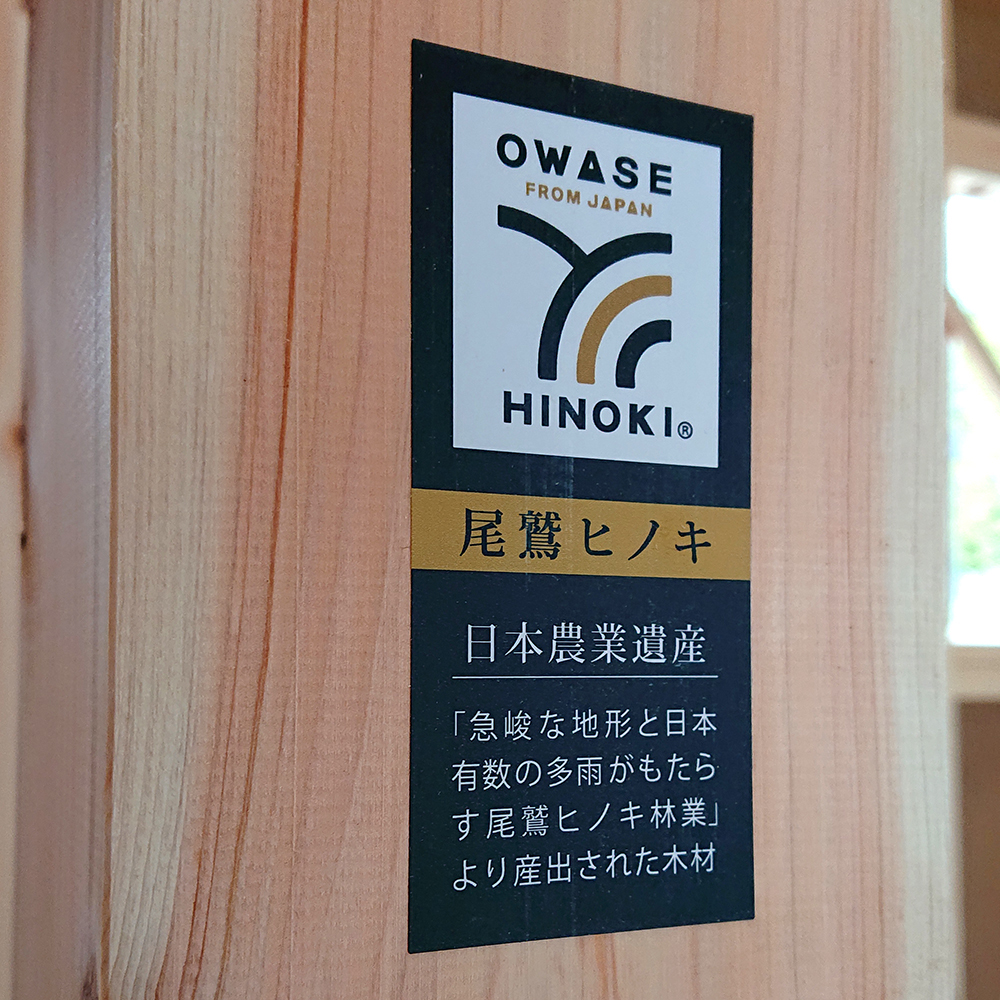 OWASE
FROM JAPAN
HINOKI®
尾鷲ヒノキ
日本農業遺産
「急峻な地形と日本
有数の多雨がもたら
す尾鷲ヒノキ林業」
より産出された木材